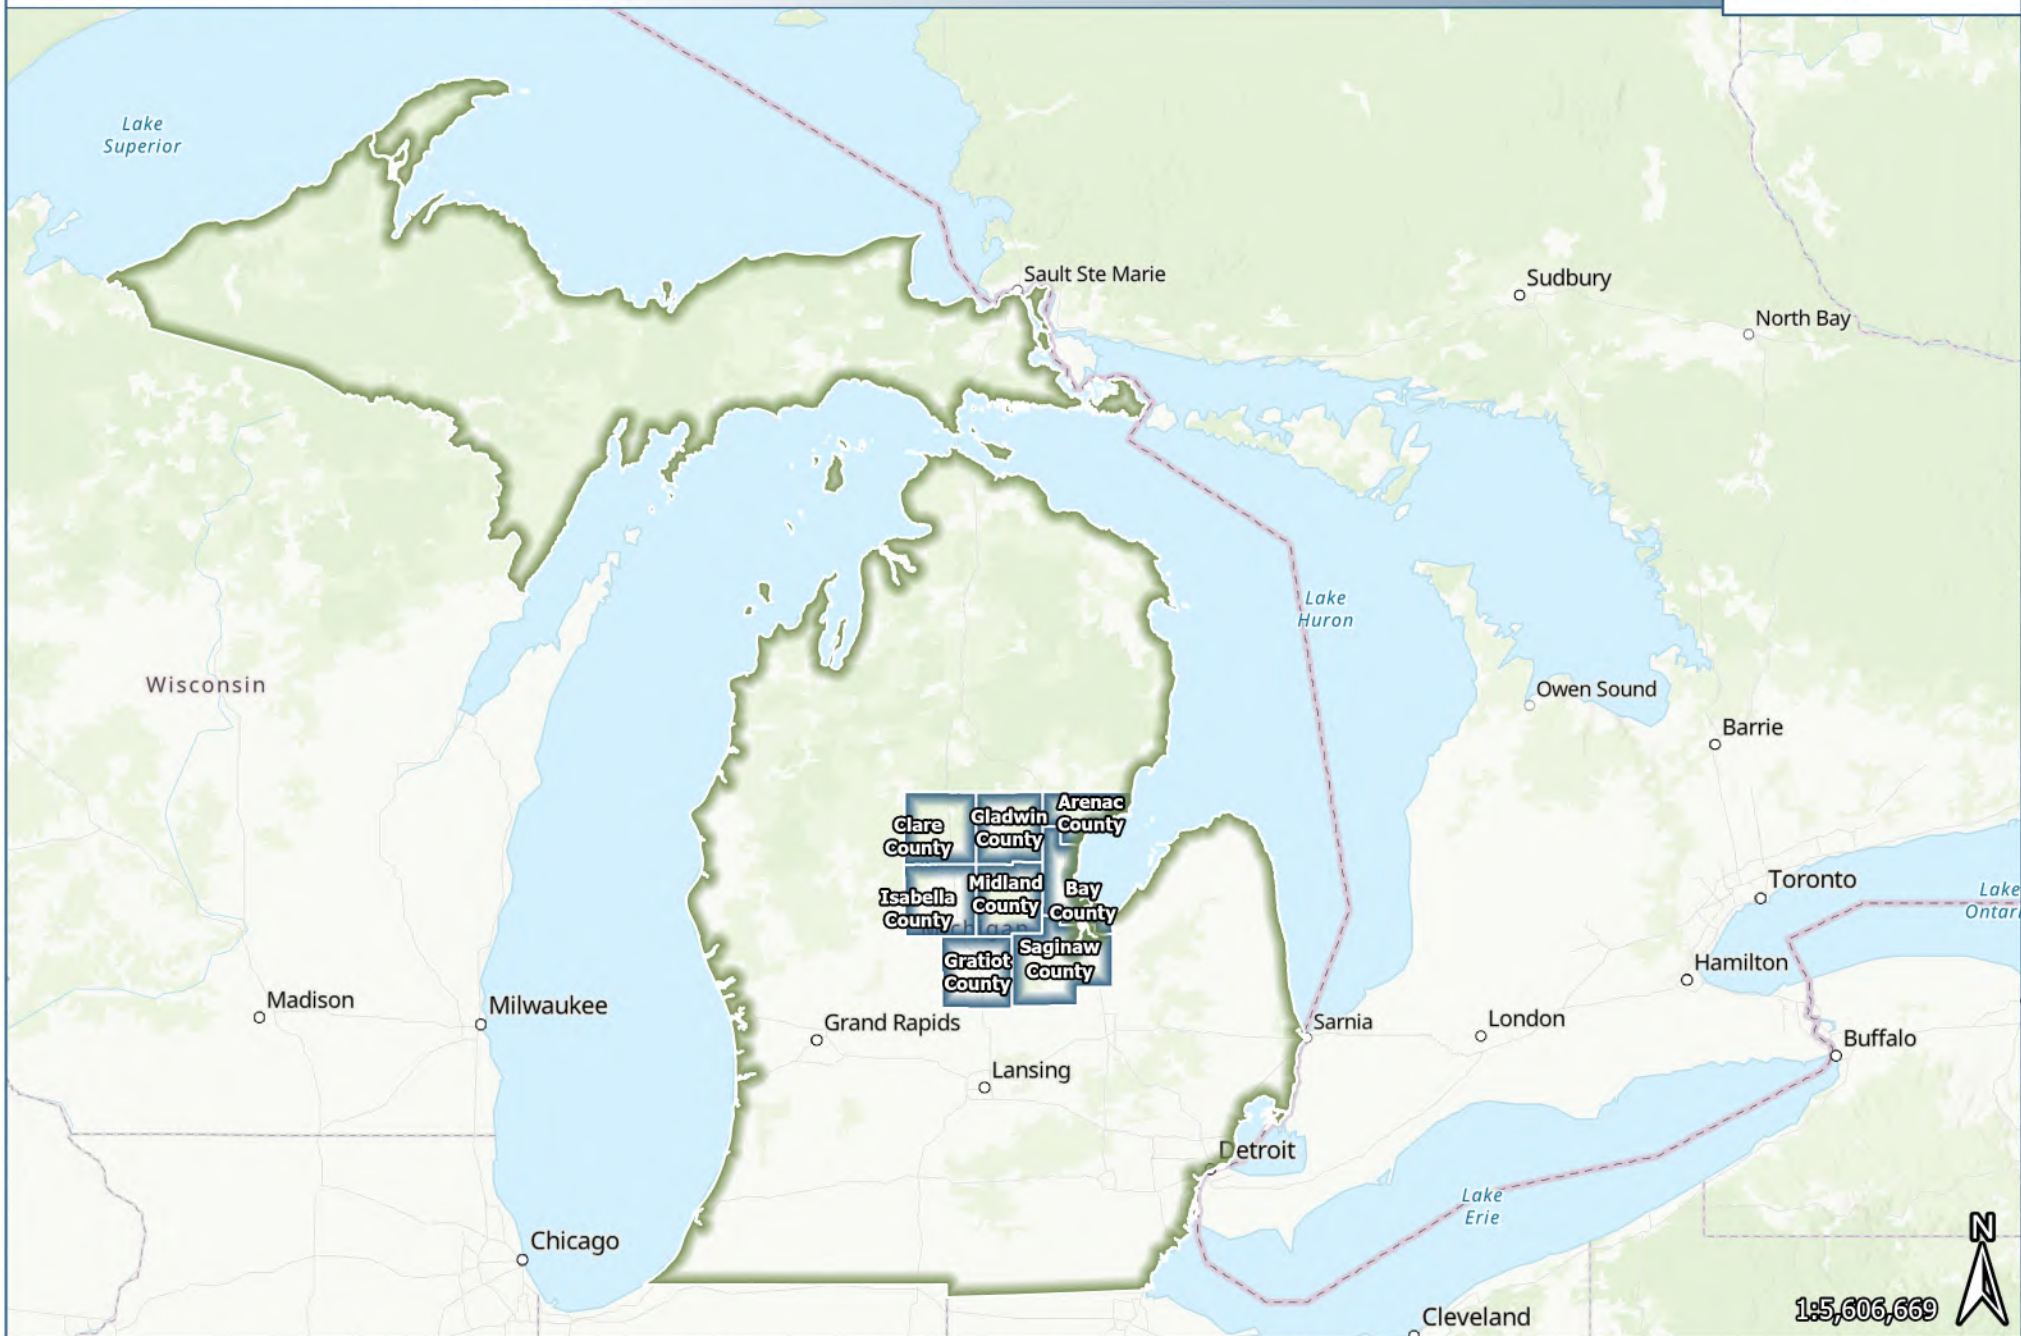 Lake
Superior
Sault Ste Marie
Sudbury
North Bay
Lake
Huron
Wisconsin
Owen Sound
Barrie
Arenac
County
Gladwin
County
Clare
County
Toronto
Lake
Midland
County
Bay
County
Isabella
County
Saginaw
County
Gratiot
County
Hamilton
Madison
Milwaukee
Grand Rapids
Sarnia
London
Buffalo
Lansing
Detroit
Lake
Erie
Chicago
N
1:5,606,669
Cleveland